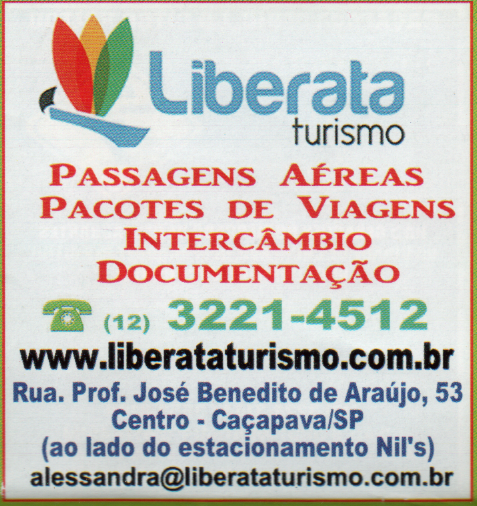 Liberata
turismo
PASSAGENS AÉREAS
PACOTES DE VIAGENS
INTERCÂMBIO
DOCUMENTAÇÃO
☎ (12) 3221-4512
www.liberataturismo.com.br
Rua. Prof. José Benedito de Araújo, 53
Centro - Caçapava/SP
(ao lado do estacionamento Nil's)
alessandra@liberataturismo.com.br